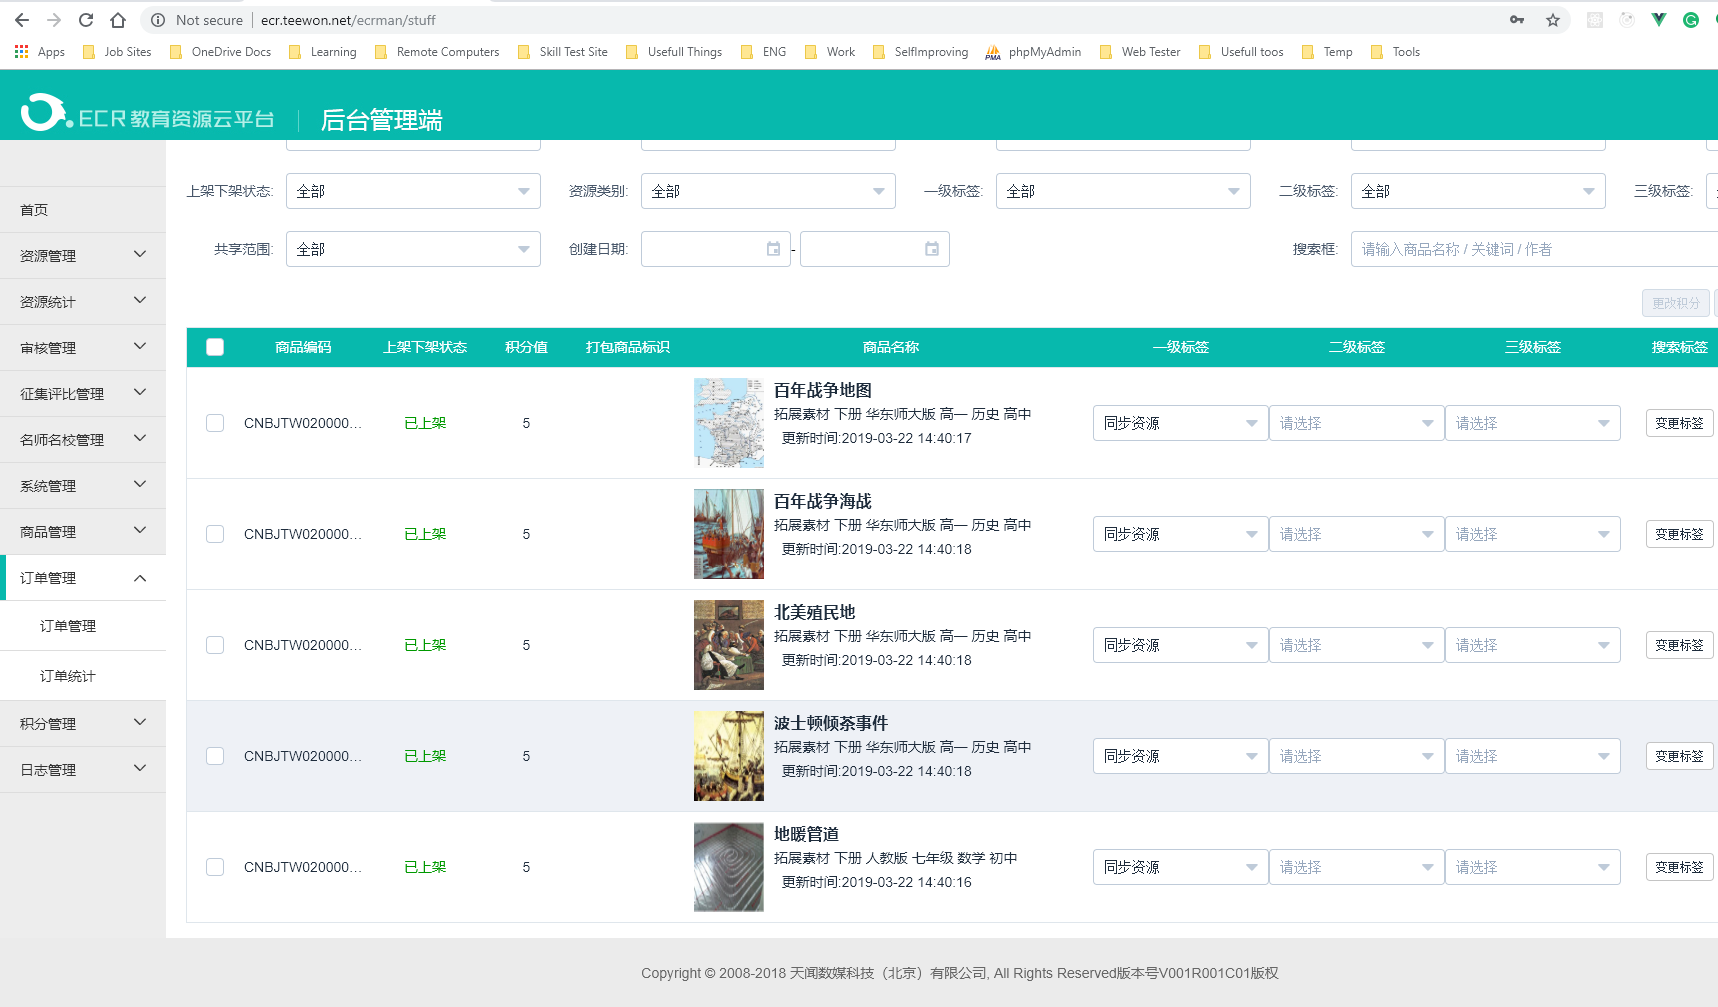 Not secure | ecr.teewon.net/ecrman/stuff
Apps Job Sites OneDrive Docs Learning Remote Computers Skill Test Site Usefull Things ENG Work SelfImproving phpMyAdmin Web Tester Usefull toos Temp Tools
ECR教育资源云平台 后台管理端
上架下架状态: 全部 资源类别: 全部 一级标签: 全部 二级标签: 全部 三级标签:
共享范围: 全部 创建日期: - 搜索框: 请输入商品名称 / 关键词 / 作者
更改积分
首页
资源管理
资源统计
审核管理
征集评比管理
名师名校管理
系统管理
商品管理
订单管理
订单管理
订单统计
积分管理
日志管理
商品编码 上架下架状态 积分值 打包商品标识 商品名称 一级标签 二级标签 三级标签 搜索标签
百年战争地图
CNBJTW020000... 已上架 5 拓展素材 下册 华东师大版 高一 历史 高中 同步资源 请选择 请选择 变更标签
更新时间:2019-03-22 14:40:17
百年战争海战
CNBJTW020000... 已上架 5 拓展素材 下册 华东师大版 高一 历史 高中 同步资源 请选择 请选择 变更标签
更新时间:2019-03-22 14:40:18
北美殖民地
CNBJTW020000... 已上架 5 拓展素材 下册 华东师大版 高一 历史 高中 同步资源 请选择 请选择 变更标签
更新时间:2019-03-22 14:40:18
波士顿倾茶事件
CNBJTW020000... 已上架 5 拓展素材 下册 华东师大版 高一 历史 高中 同步资源 请选择 请选择 变更标签
更新时间:2019-03-22 14:40:18
地暖管道
CNBJTW020000... 已上架 5 拓展素材 下册 人教版 七年级 数学 初中 同步资源 请选择 请选择 变更标签
更新时间:2019-03-22 14:40:16
Copyright © 2008-2018 天闻数媒科技（北京）有限公司, All Rights Reserved版本号V001R001C01版权